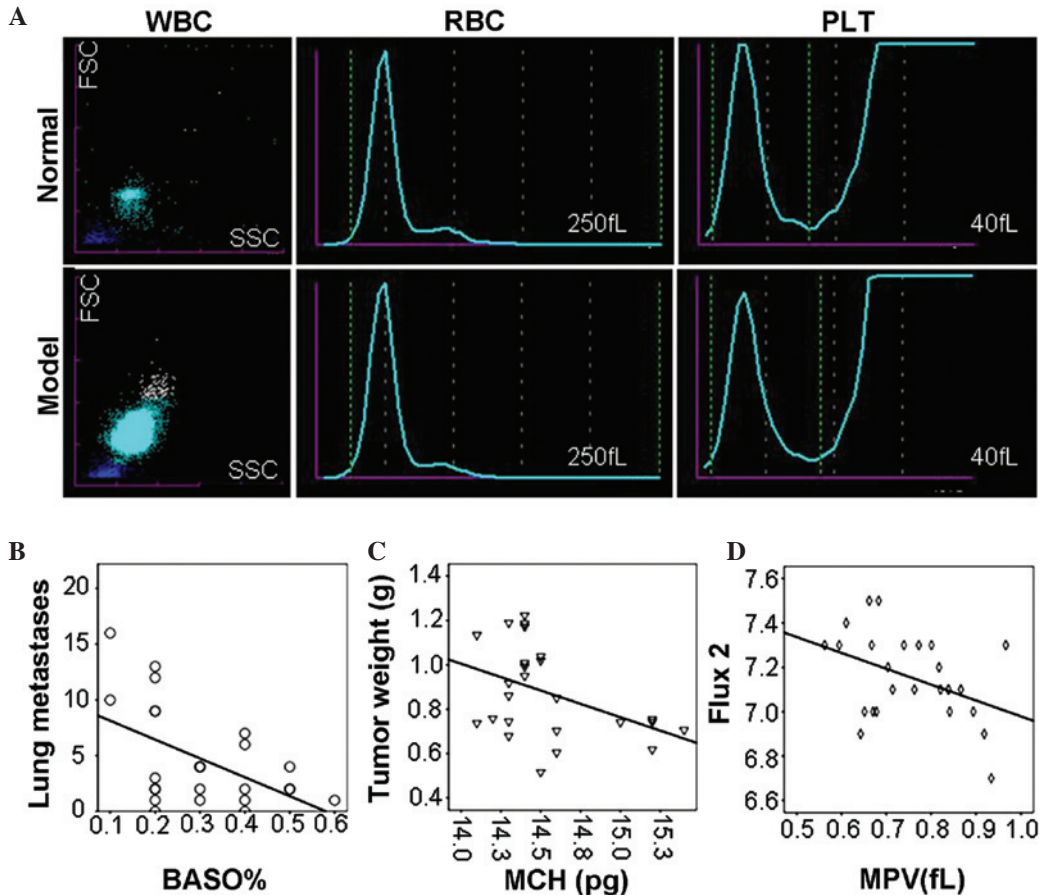 A
WBC
RBC
PLT
Normal
FSC
SSC
250fL
40fL
Model
FSC
SSC
250fL
40fL
B
Lung metastases
20
15
10
5
0
0.1 0.2 0.3 0.4 0.5 0.6
BASO%
C
Tumor weight (g)
1.4
1.2
1.0
0.8
0.6
0.4
14.0 14.3 14.5 14.8 15.0 15.3
MCH (pg)
D
Flux 2
7.6
7.4
7.2
7.0
6.8
6.6
0.5 0.6 0.7 0.8 0.9 1.0
MPV(fL)